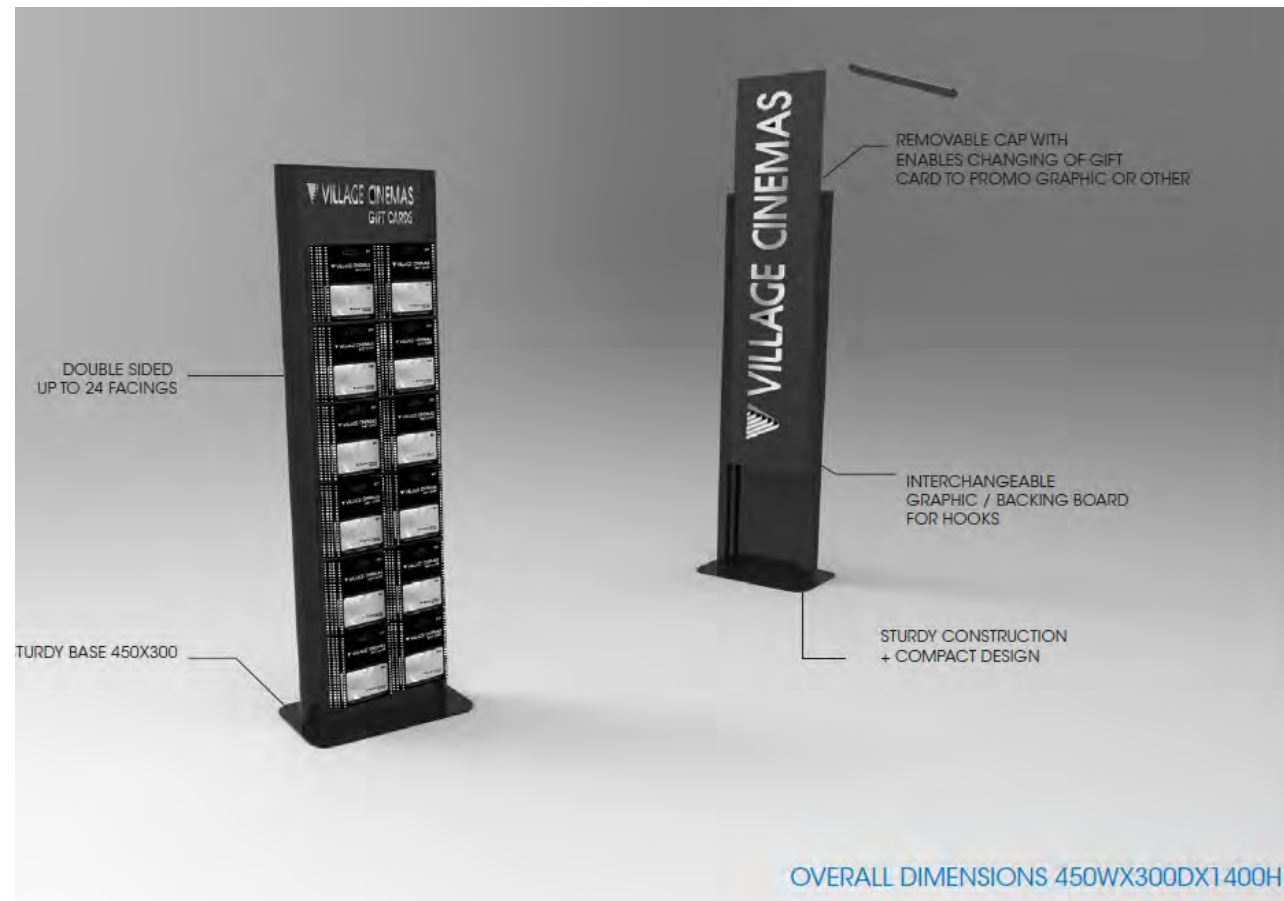 VILLAGE CINEMAS
GIFT CARDS
DOUBLE SIDED
UP TO 24 FACINGS
TURDY BASE 450X300
VILLAGE CINEMAS
REMOVABLE CAP WITH
ENABLES CHANGING OF GIFT
CARD TO PROMO GRAPHIC OR OTHER
INTERCHANGEABLE
GRAPHIC / BACKING BOARD
FOR HOOKS
STURDY CONSTRUCTION
+ COMPACT DESIGN
OVERALL DIMENSIONS 450WX300DX1400H